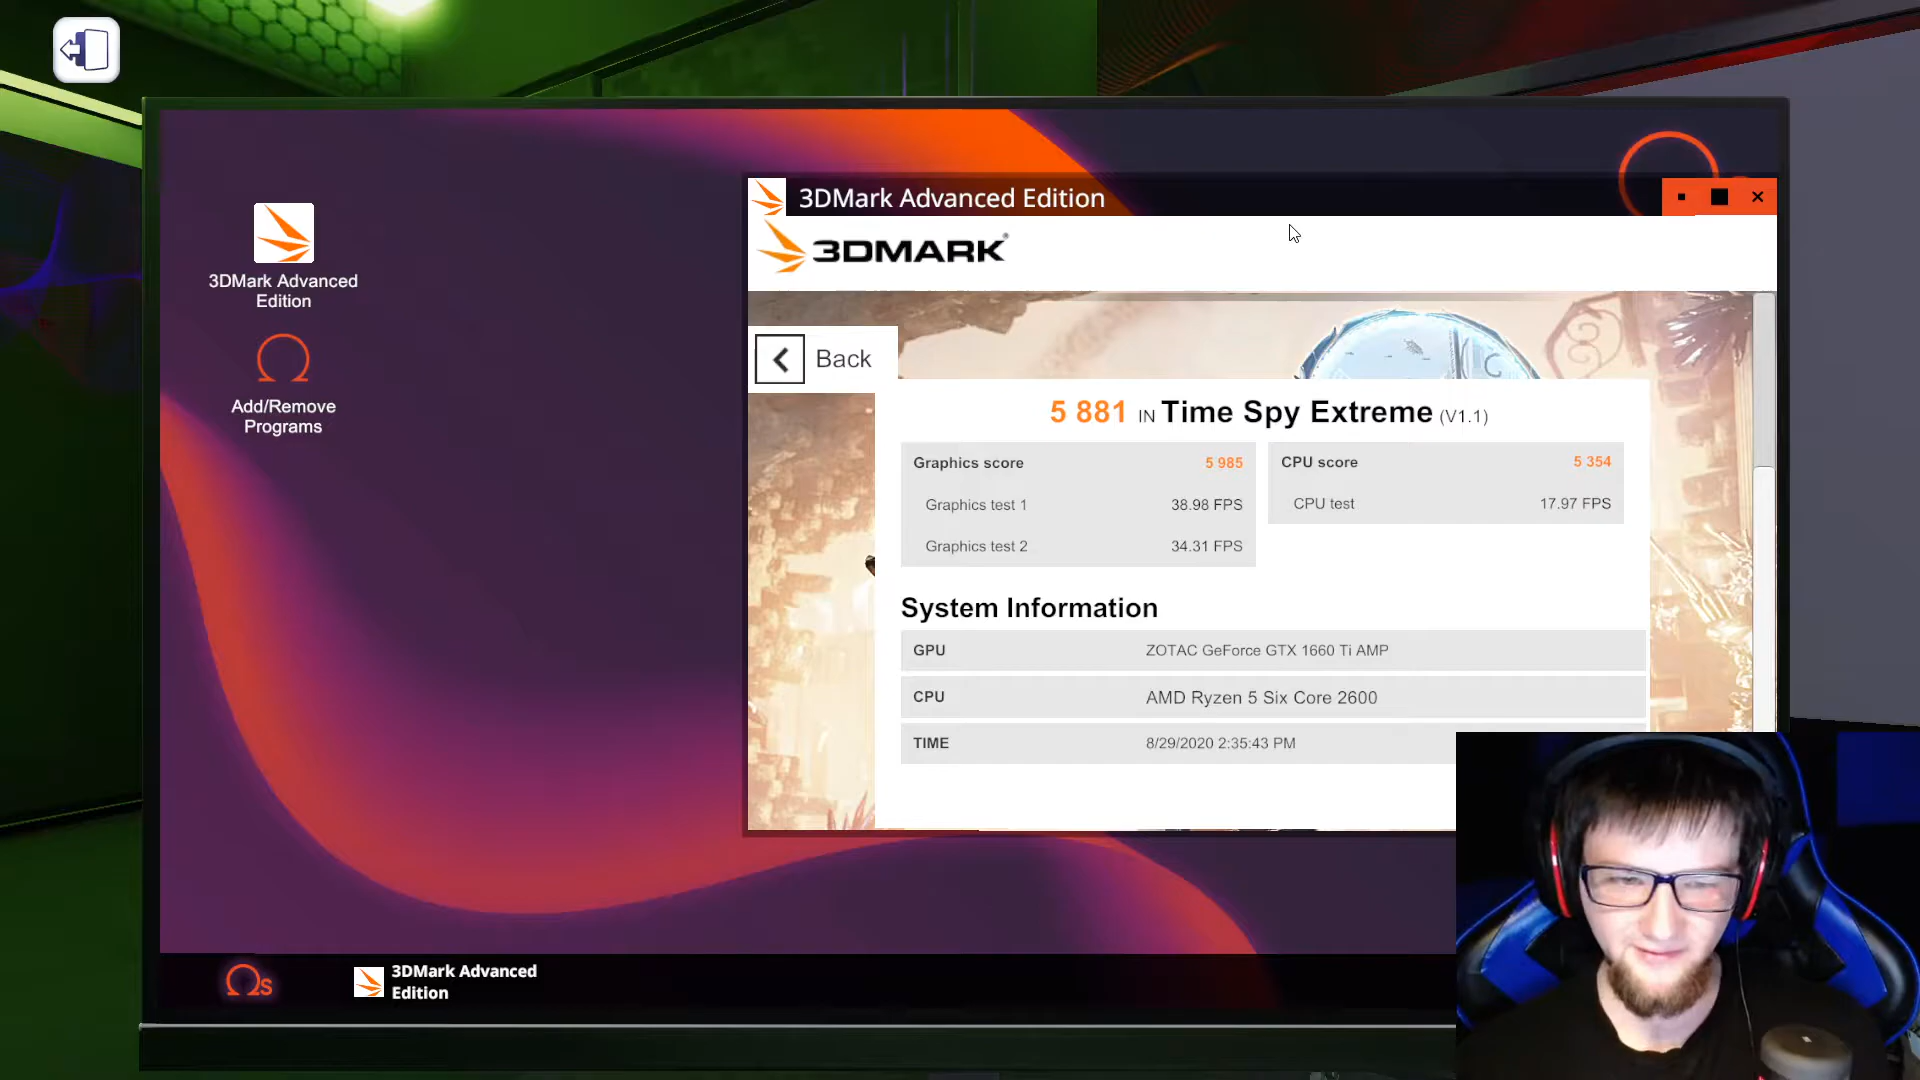 3DMark Advanced Edition
3DMARK
3DMark Advanced
Edition
Add/Remove
Programs
Back
5 881 IN Time Spy Extreme (V1.1)
Graphics score 5 985
Graphics test 1 38.98 FPS
Graphics test 2 34.31 FPS
CPU score 5 354
CPU test 17.97 FPS
System Information
GPU ZOTAC GeForce GTX 1660 Ti AMP
CPU AMD Ryzen 5 Six Core 2600
TIME 8/29/2020 2:35:43 PM
Ωs
3DMark Advanced
Edition